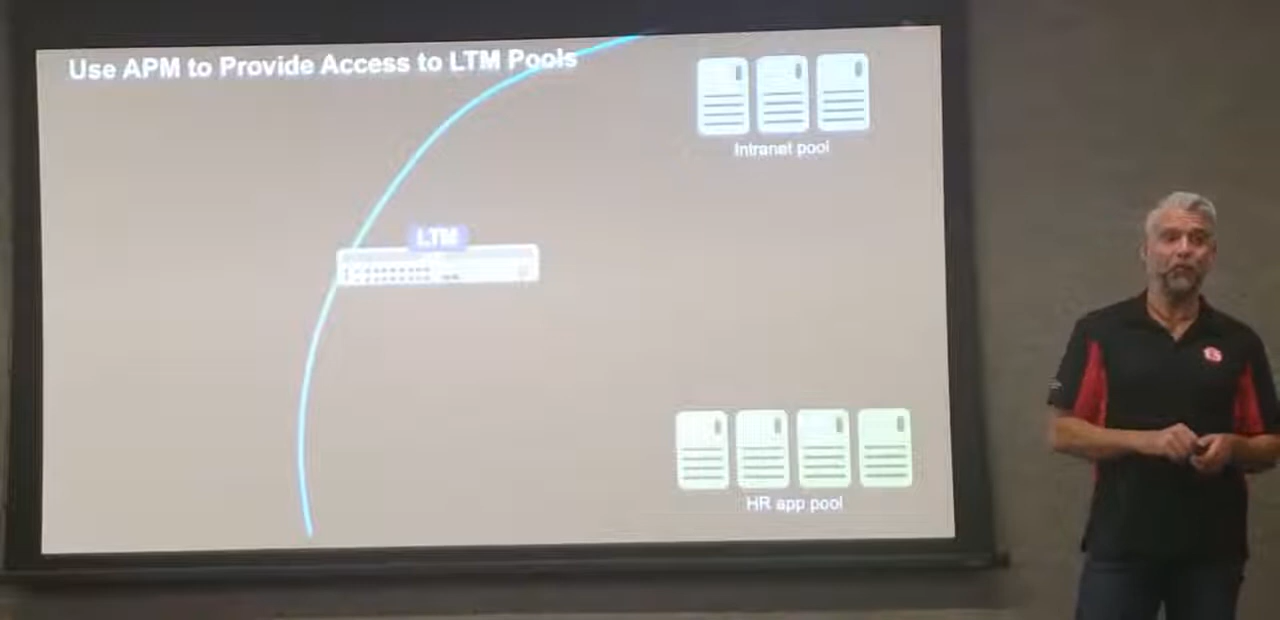 Use APM to Provide Access to LTM Pools
Intranet pool
LTM
HR app pool